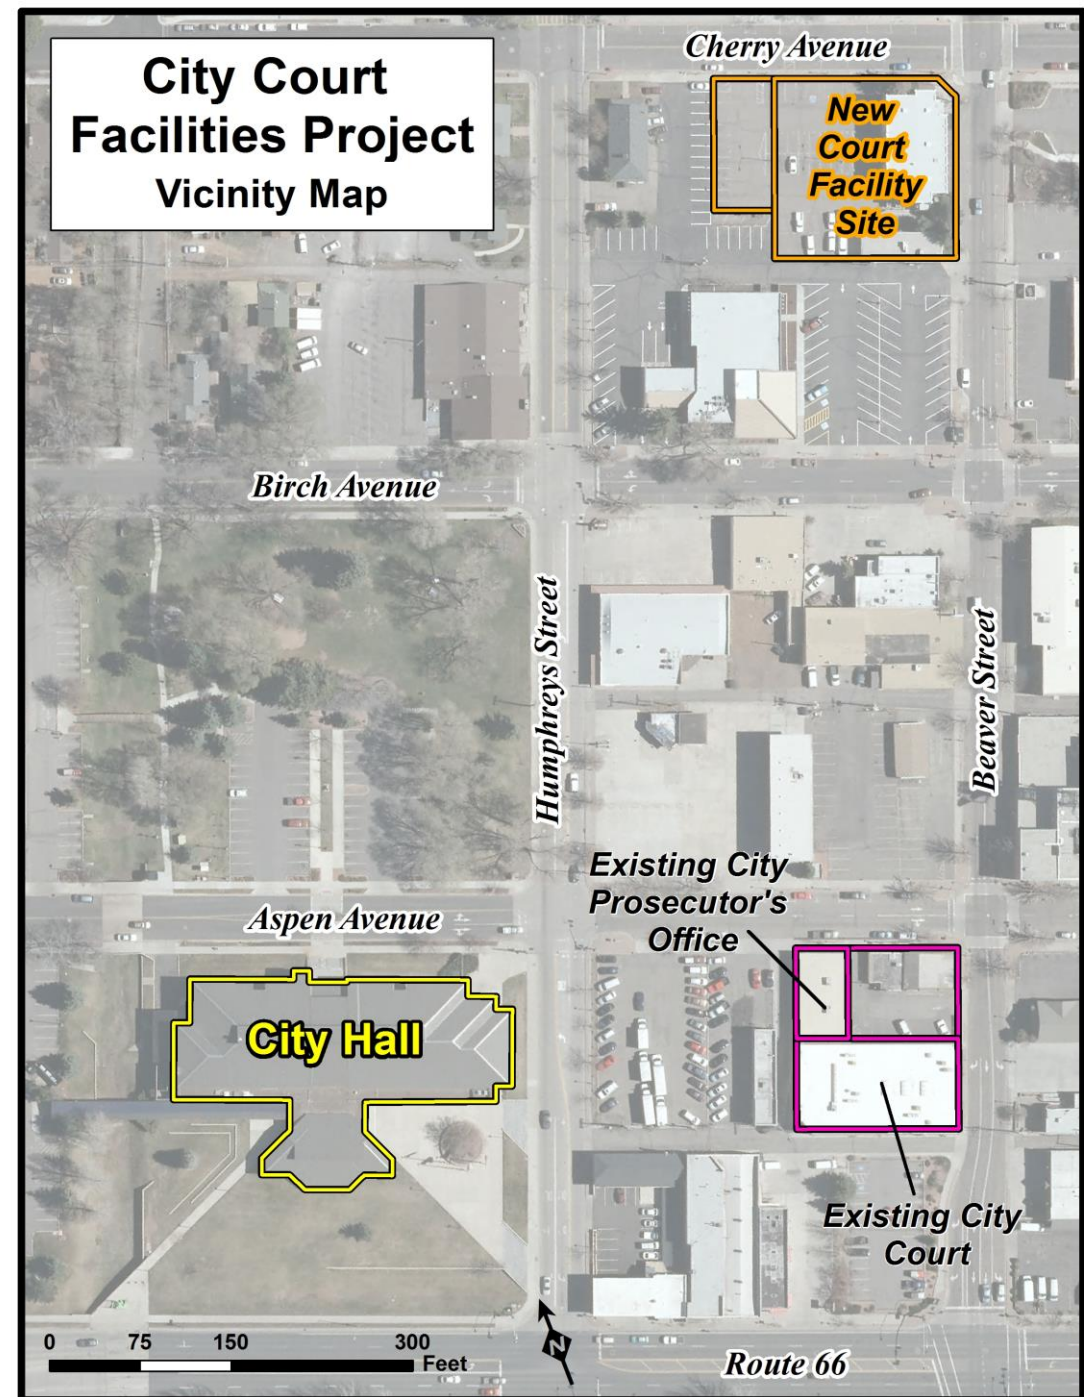 City Court
Facilities Project
Vicinity Map
Cherry Avenue
New
Court
Facility
Site
Birch Avenue
Humphreys Street
Beaver Street
Existing City
Prosecutor's
Office
Aspen Avenue
City Hall
Existing City
Court
0 75 150 300
Feet
N
Route 66